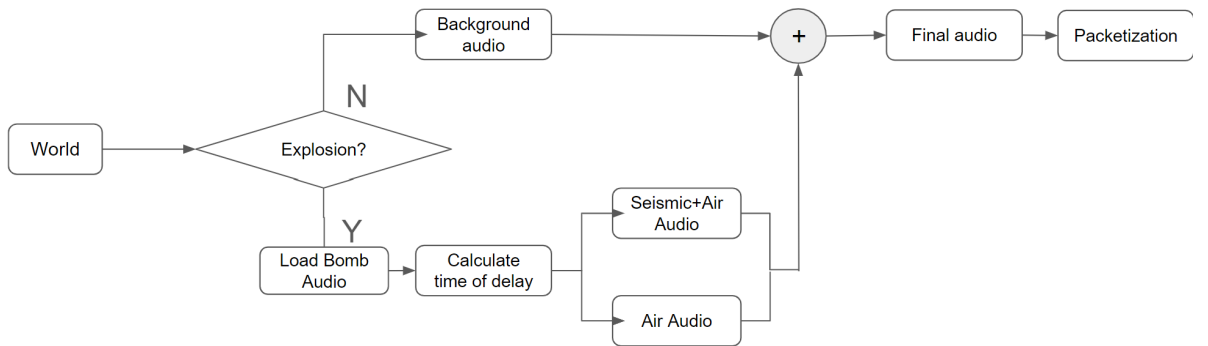 Background
audio
+
Final audio
Packetization
N
World
Explosion?
Y
Seismic+Air
Audio
Load Bomb
Audio
Calculate
time of delay
Air Audio